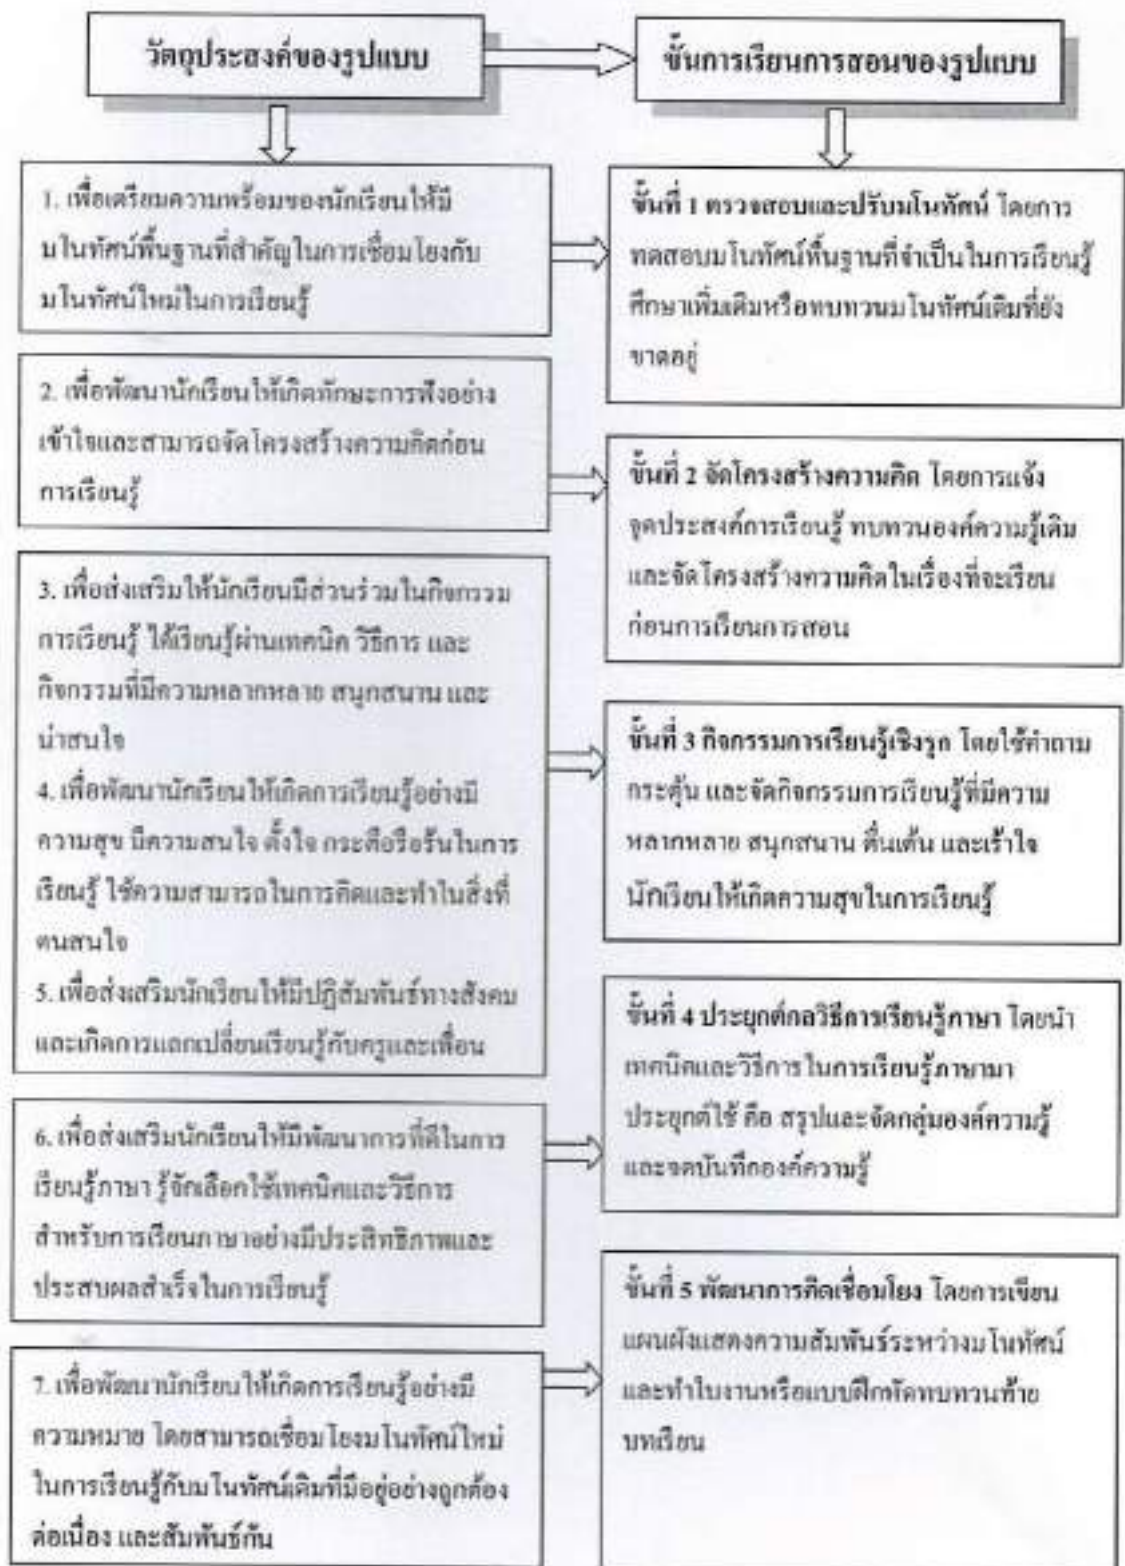 วัตถุประสงค์ของรูปแบบ
ขั้นการเรียนการสอนของรูปแบบ
1. เพื่อเตรียมความพร้อมของนักเรียนให้มี
มโนทัศน์พื้นฐานที่สำคัญในการเชื่อมโยงกับ
มโนทัศน์ใหม่ในการเรียนรู้
ขั้นที่ 1 ตรวจสอบและปรับมโนทัศน์ โดยการ
ทดสอบมโนทัศน์พื้นฐานที่จำเป็นในการเรียนรู้
ศึกษาเพิ่มเติมหรือทบทวนมโนทัศน์เดิมที่ยัง
ขาดอยู่
2. เพื่อพัฒนานักเรียนให้เกิดทักษะการฟังอย่าง
เข้าใจและสามารถจัดโครงสร้างความคิดก่อน
การเรียนรู้
ขั้นที่ 2 จัดโครงสร้างความคิด โดยการแจ้ง
จุดประสงค์การเรียนรู้ ทบทวนองค์ความรู้เดิม
และจัดโครงสร้างความคิดในเรื่องที่จะเรียน
ก่อนการเรียนการสอน
3. เพื่อส่งเสริมให้นักเรียนมีส่วนร่วมในกิจกรรม
การเรียนรู้ ได้เรียนรู้ผ่านเทคนิค วิธีการ และ
กิจกรรมที่มีความหลากหลาย สนุกสนาน และ
น่าสนใจ
4. เพื่อพัฒนานักเรียนให้เกิดการเรียนรู้อย่างมี
ความสุข มีความสนใจ ตั้งใจ กระตือรือร้นในการ
เรียนรู้ ใช้ความสามารถในการคิดและทำในสิ่งที่
ตนสนใจ
5. เพื่อส่งเสริมนักเรียนให้มีปฏิสัมพันธ์ทางสังคม
และเกิดการแลกเปลี่ยนเรียนรู้กับครูและเพื่อน
ขั้นที่ 3 กิจกรรมการเรียนรู้เชิงรุก โดยใช้คำถาม
กระตุ้น และจัดกิจกรรมการเรียนรู้ที่มีความ
หลากหลาย สนุกสนาน ตื่นเต้น และเร้าใจ
นักเรียนให้เกิดความสุขในการเรียนรู้
6. เพื่อส่งเสริมนักเรียนให้มีพัฒนาการที่ดีในการ
เรียนรู้ภาษา รู้จักเลือกใช้เทคนิคและวิธีการ
สำหรับการเรียนภาษาอย่างมีประสิทธิภาพและ
ประสบผลสำเร็จในการเรียนรู้
ขั้นที่ 4 ประยุกต์กลวิธีการเรียนรู้ภาษา โดยนำ
เทคนิคและวิธีการในการเรียนรู้ภาษามา
ประยุกต์ใช้ คือ สรุปและจัดกลุ่มองค์ความรู้
และจดบันทึกองค์ความรู้
7. เพื่อพัฒนานักเรียนให้เกิดการเรียนรู้อย่างมี
ความหมาย โดยสามารถเชื่อมโยงมโนทัศน์ใหม่
ในการเรียนรู้กับมโนทัศน์เดิมที่มีอยู่อย่างถูกต้อง
ต่อเนื่อง และสัมพันธ์กัน
ขั้นที่ 5 พัฒนาการคิดเชื่อมโยง โดยการเขียน
แผนผังแสดงความสัมพันธ์ระหว่างมโนทัศน์
และทำใบงานหรือแบบฝึกหัดทบทวนท้าย
บทเรียน